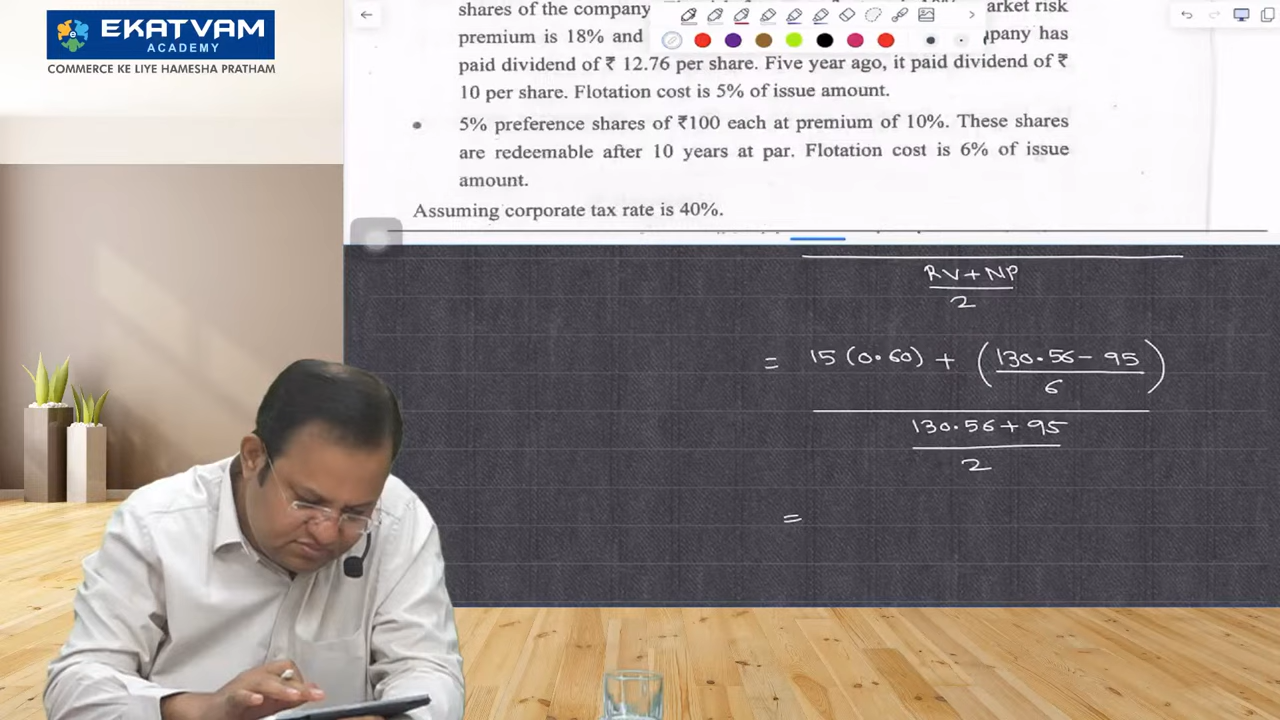 EKATVAM
ACADEMY
COMMERCE KE LIYE HAMESHA PRATHAM
shares of the company
arket risk
premium is 18% and
pany has
paid dividend of ₹ 12.76 per share. Five year ago, it paid dividend of ₹
10 per share. Flotation cost is 5% of issue amount.
• 5% preference shares of ₹100 each at premium of 10%. These shares
are redeemable after 10 years at par. Flotation cost is 6% of issue
amount.
Assuming corporate tax rate is 40%.
RV + NP
2
= 15 (0.60) + (130.56 - 95
6)
130.56 + 95
2
=